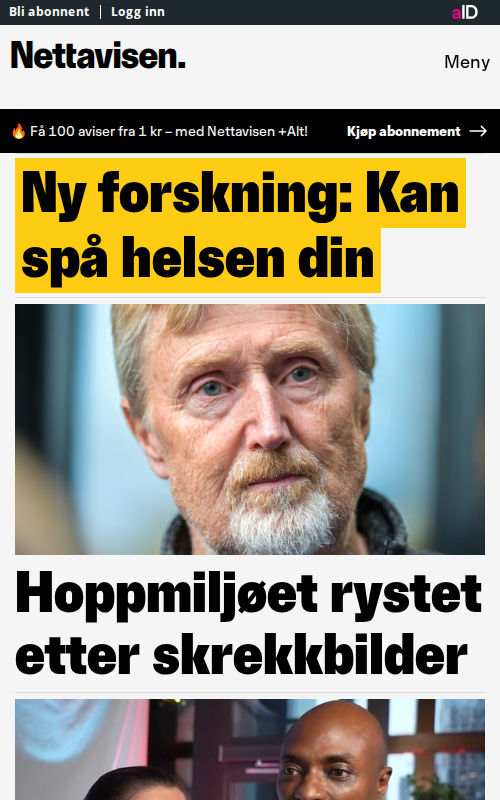 Bli abonnent
Logg inn
aID
Nettavisen.
Meny
🔥 Få 100 aviser fra 1 kr – med Nettavisen +Alt!
Kjøp abonnement →
Ny forskning: Kan
spå helsen din
Hoppmiljøet rystet
etter skrekkbilder